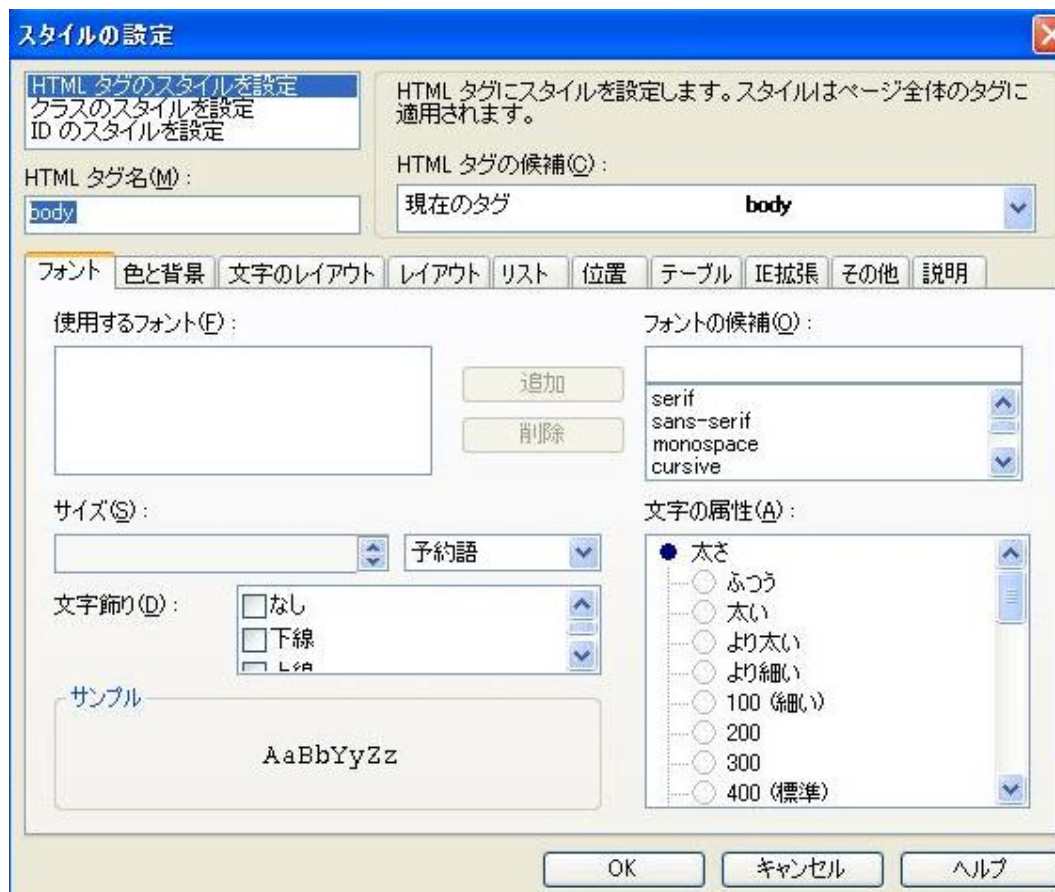 スタイルの設定
HTML タグのスタイルを設定
クラスのスタイルを設定
ID のスタイルを設定
HTML タグにスタイルを設定します。スタイルはページ全体のタグに
適用されます。
HTML タグ名(M)：
body
HTML タグの候補(C)：
現在のタグ body
フォント 色と背景 文字のレイアウト レイアウト リスト 位置 テーブル IE拡張 その他 説明
使用するフォント(F)：
追加
削除
フォントの候補(O)：
serif
sans-serif
monospace
cursive
サイズ(S)：
予約語
文字飾り(D)：
なし
下線
サンプル
AaBbYyZz
文字の属性(A)：
太さ
ふつう
太い
より太い
より細い
100 (細い)
200
300
400 (標準)
OK キャンセル ヘルプ